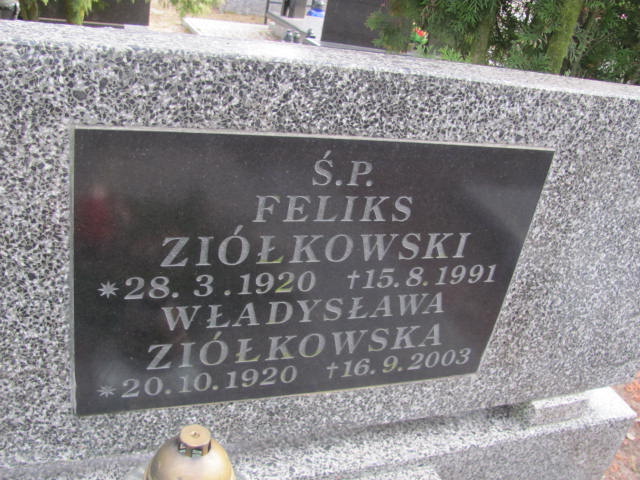 Ś.P.
FELIKS
ZIÓŁKOWSKI
✴28.3.1920 †15.8.1991
WŁADYSŁAWA
ZIÓŁKOWSKA
✴20.10.1920 †16.9.2003